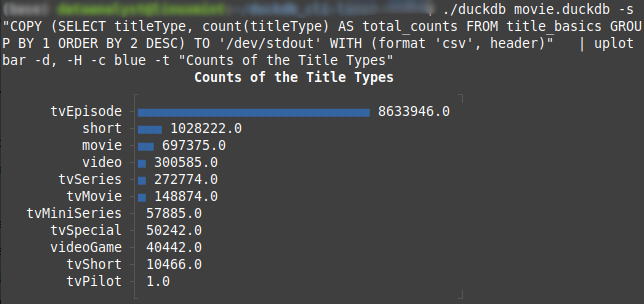 ./duckdb movie.duckdb -s
"COPY (SELECT titleType, count(titleType) AS total_counts FROM title_basics GROU
P BY 1 ORDER BY 2 DESC) TO '/dev/stdout' WITH (format 'csv', header)"   | uplot
bar -d, -H -c blue -t "Counts of the Title Types"
Counts of the Title Types
tvEpisode 8633946.0
short 1028222.0
movie 697375.0
video 300585.0
tvSeries 272774.0
tvMovie 148874.0
tvMiniSeries 57885.0
tvSpecial 50242.0
videoGame 40442.0
tvShort 10466.0
tvPilot 1.0